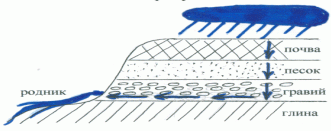 почва
песок
родник
гравий
глина